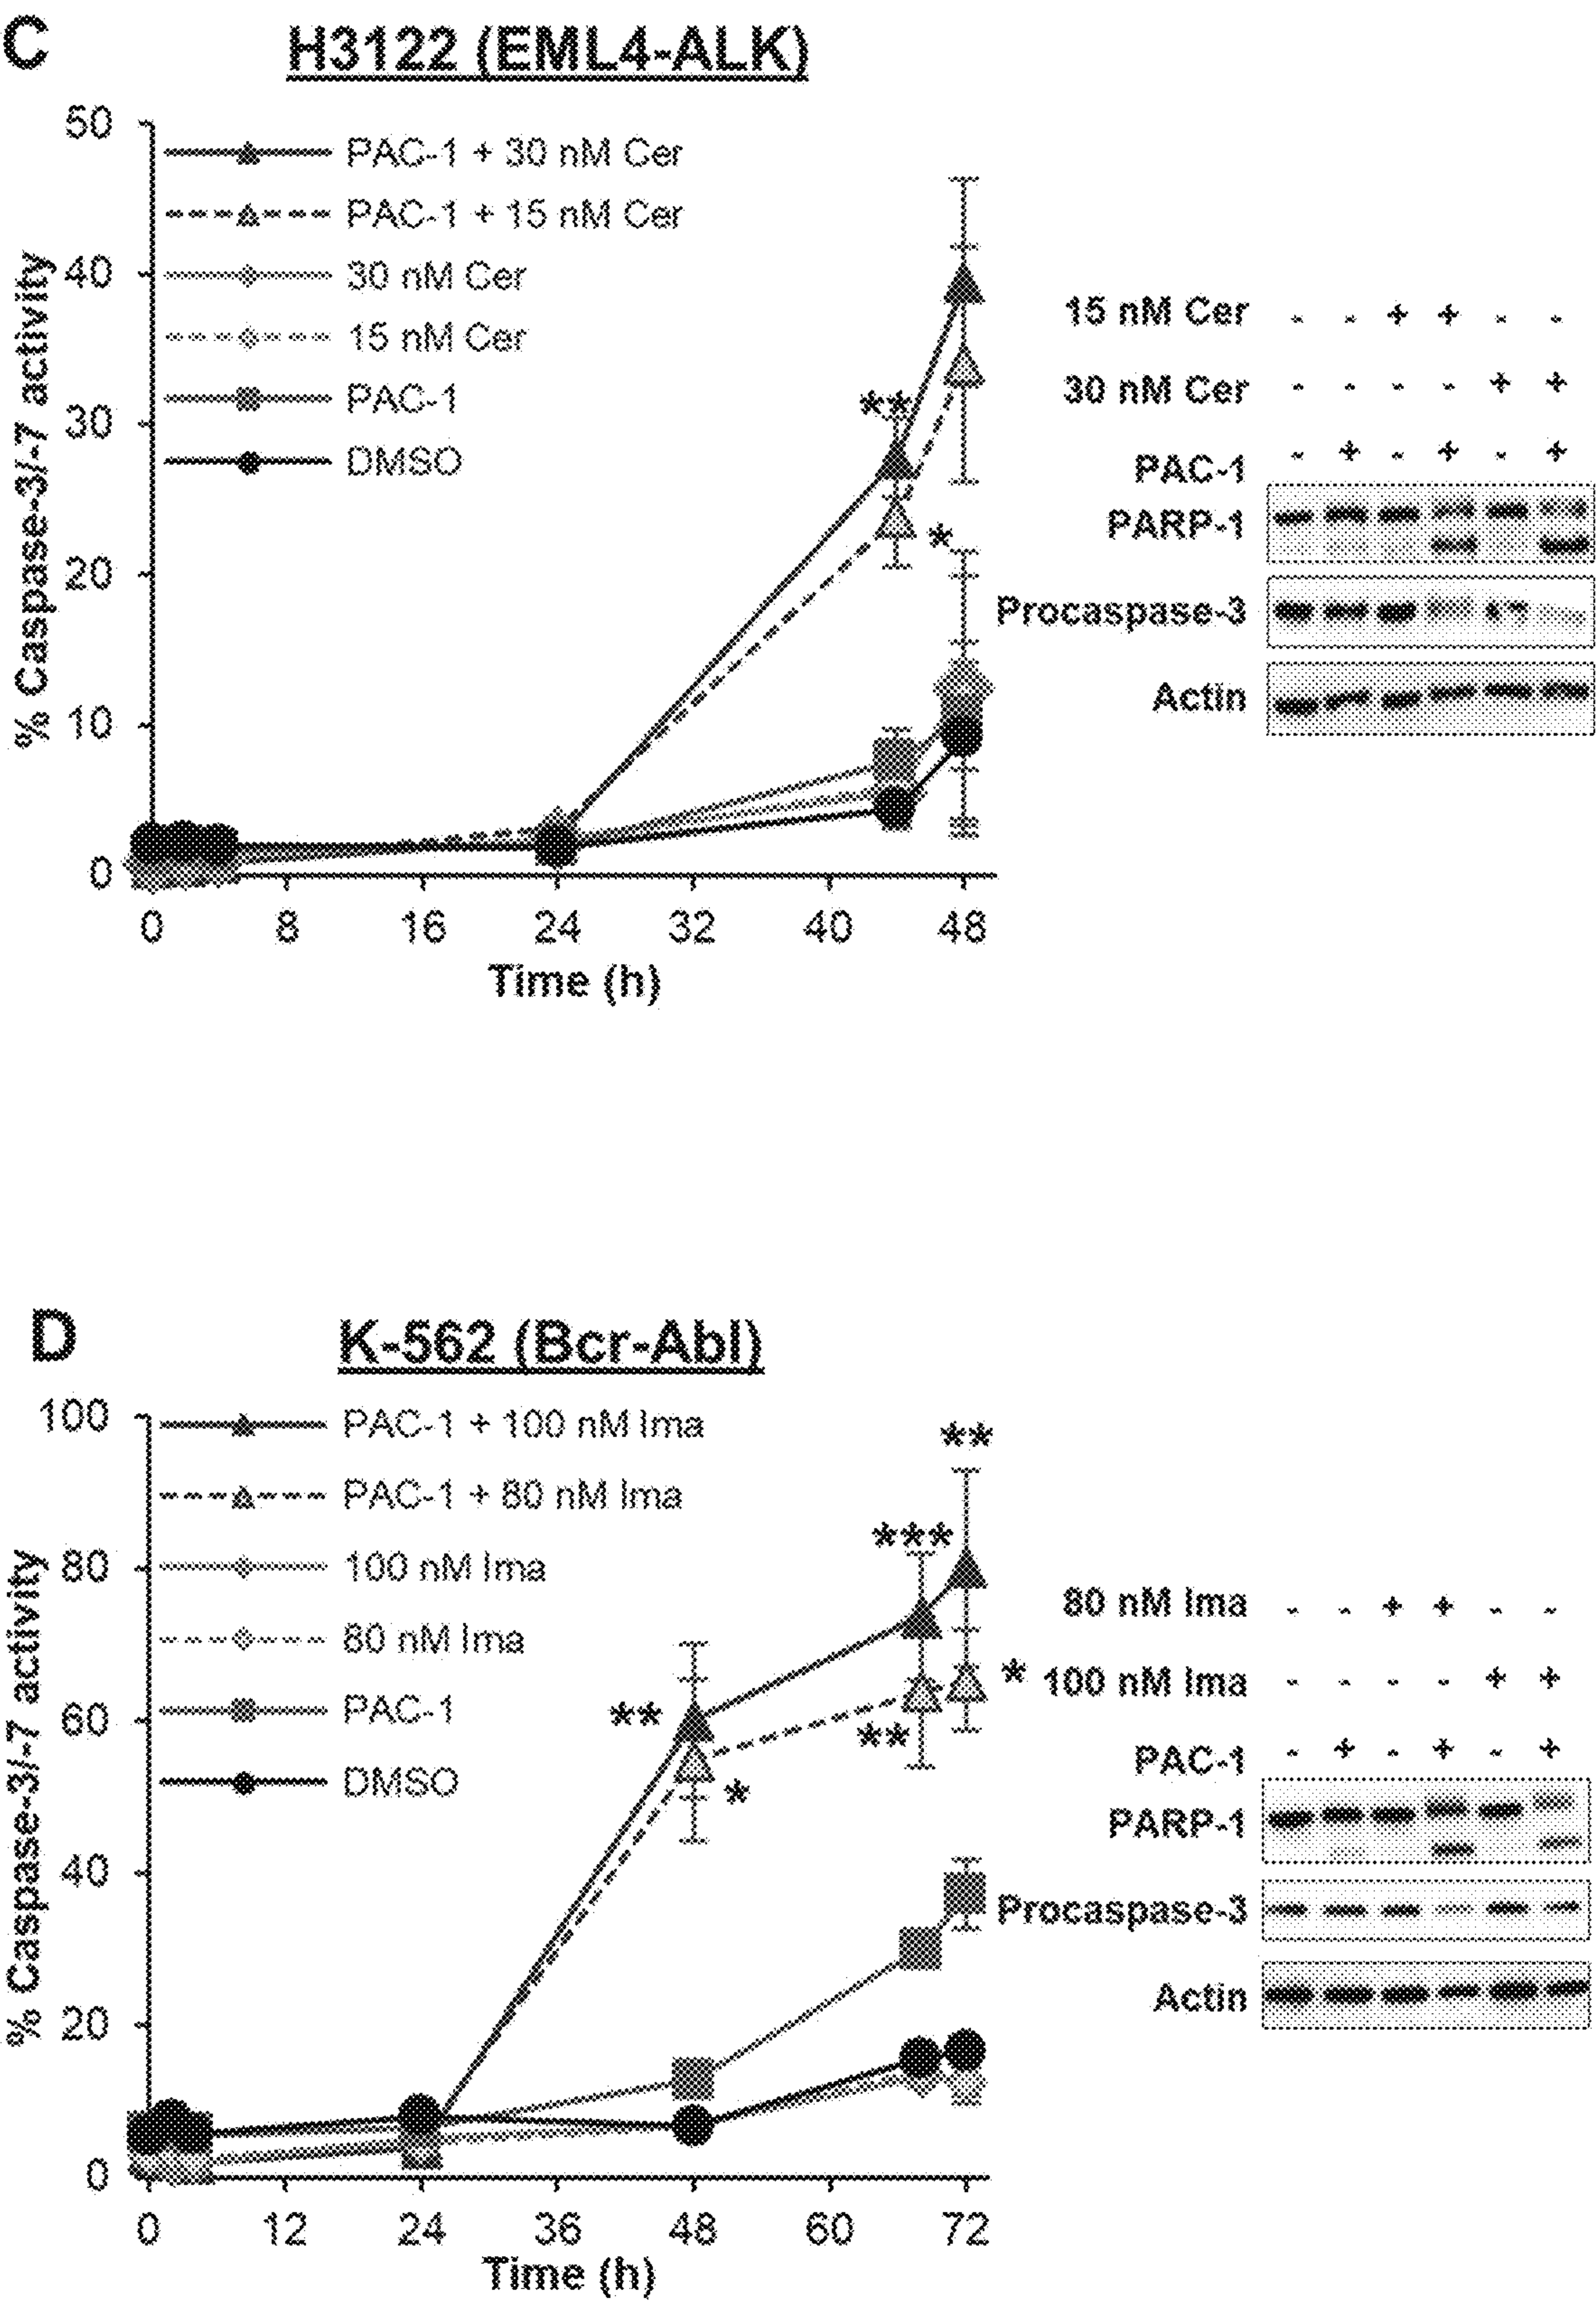 C
H3122 (EML4-ALK)
50
40
30
20
10
0
% Caspase-3/-7 activity
PAC-1 + 30 nM Cer
PAC-1 + 15 nM Cer
30 nM Cer
15 nM Cer
PAC-1
DMSO
**
*
0 8 16 24 32 40 48
Time (h)
15 nM Cer - - + + - -
30 nM Cer - - - - + +
PAC-1 - + - + - +
PARP-1
Procaspase-3
Actin
D
K-562 (Bcr-Abl)
100
80
60
40
20
0
% Caspase-3/-7 activity
PAC-1 + 100 nM Ima
PAC-1 + 80 nM Ima
100 nM Ima
80 nM Ima
PAC-1
DMSO
**
***
*
**
**
*
0 12 24 36 48 60 72
Time (h)
80 nM Ima - - + + - -
100 nM Ima - - - - + +
PAC-1 - + - + - +
PARP-1
Procaspase-3
Actin